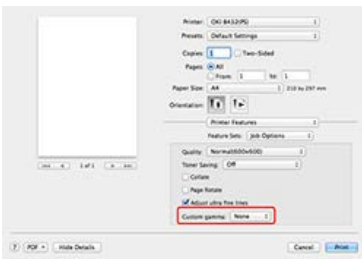 Printer: OKI B432(PS)
Presets: Default Settings
Copies: 1 Two-Sided
Pages: All
From: 1 to: 1
Paper Size: A4 210 by 297 mm
Orientation:
Printer Features
Feature Sets: Job Options
Quality: Normal(600x600)
Toner Saving: Off
Collate
Page Rotate
Adjust ultra fine lines
Custom gamma: None
1 of 1
? PDF Hide Details Cancel Print